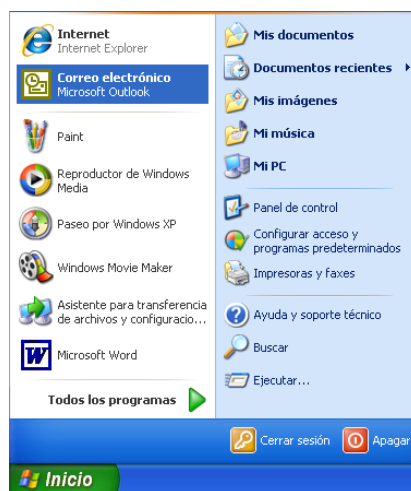 Internet
Internet Explorer
Correo electrónico
Microsoft Outlook
Paint
Reproductor de Windows
Media
Paseo por Windows XP
Windows Movie Maker
Asistente para transferencia
de archivos y configuracio...
Microsoft Word
Todos los programas
Mis documentos
Documentos recientes
Mis imágenes
Mi música
Mi PC
Panel de control
Configurar acceso y
programas predeterminados
Impresoras y faxes
Ayuda y soporte técnico
Buscar
Ejecutar...
Cerrar sesión
Apagar
Inicio